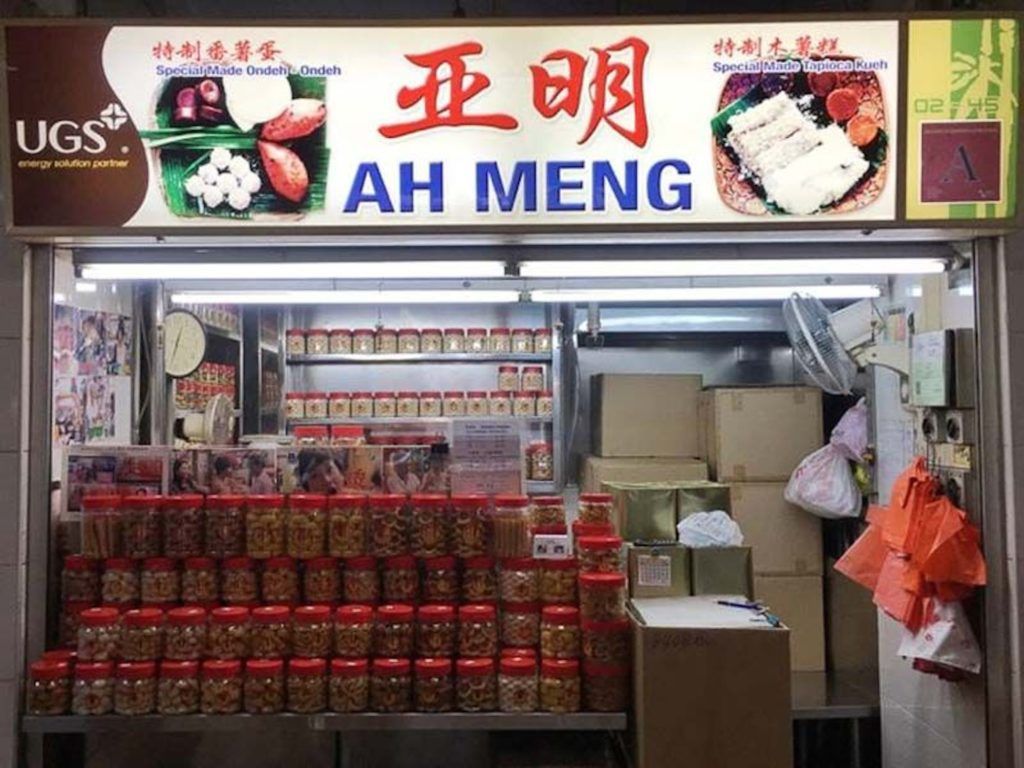 特制番薯蛋
Special Made Ondeh - Ondeh
UGS
energy solution partner
亚明
AH MENG
特制木薯糕
Special Made Tapioca Kueh
02-45
A